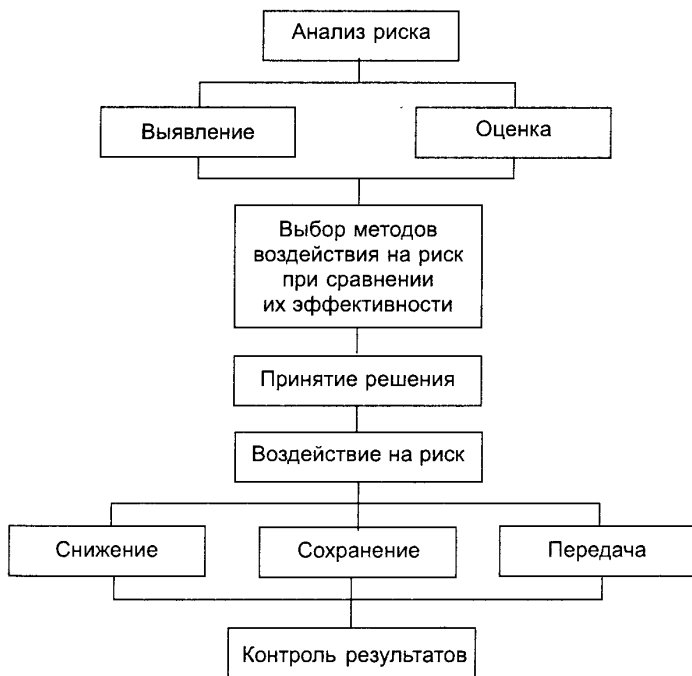 Анализ риска
Выявление
Оценка
Выбор методов
воздействия на риск
при сравнении
их эффективности
Принятие решения
Воздействие на риск
Снижение
Сохранение
Передача
Контроль результатов